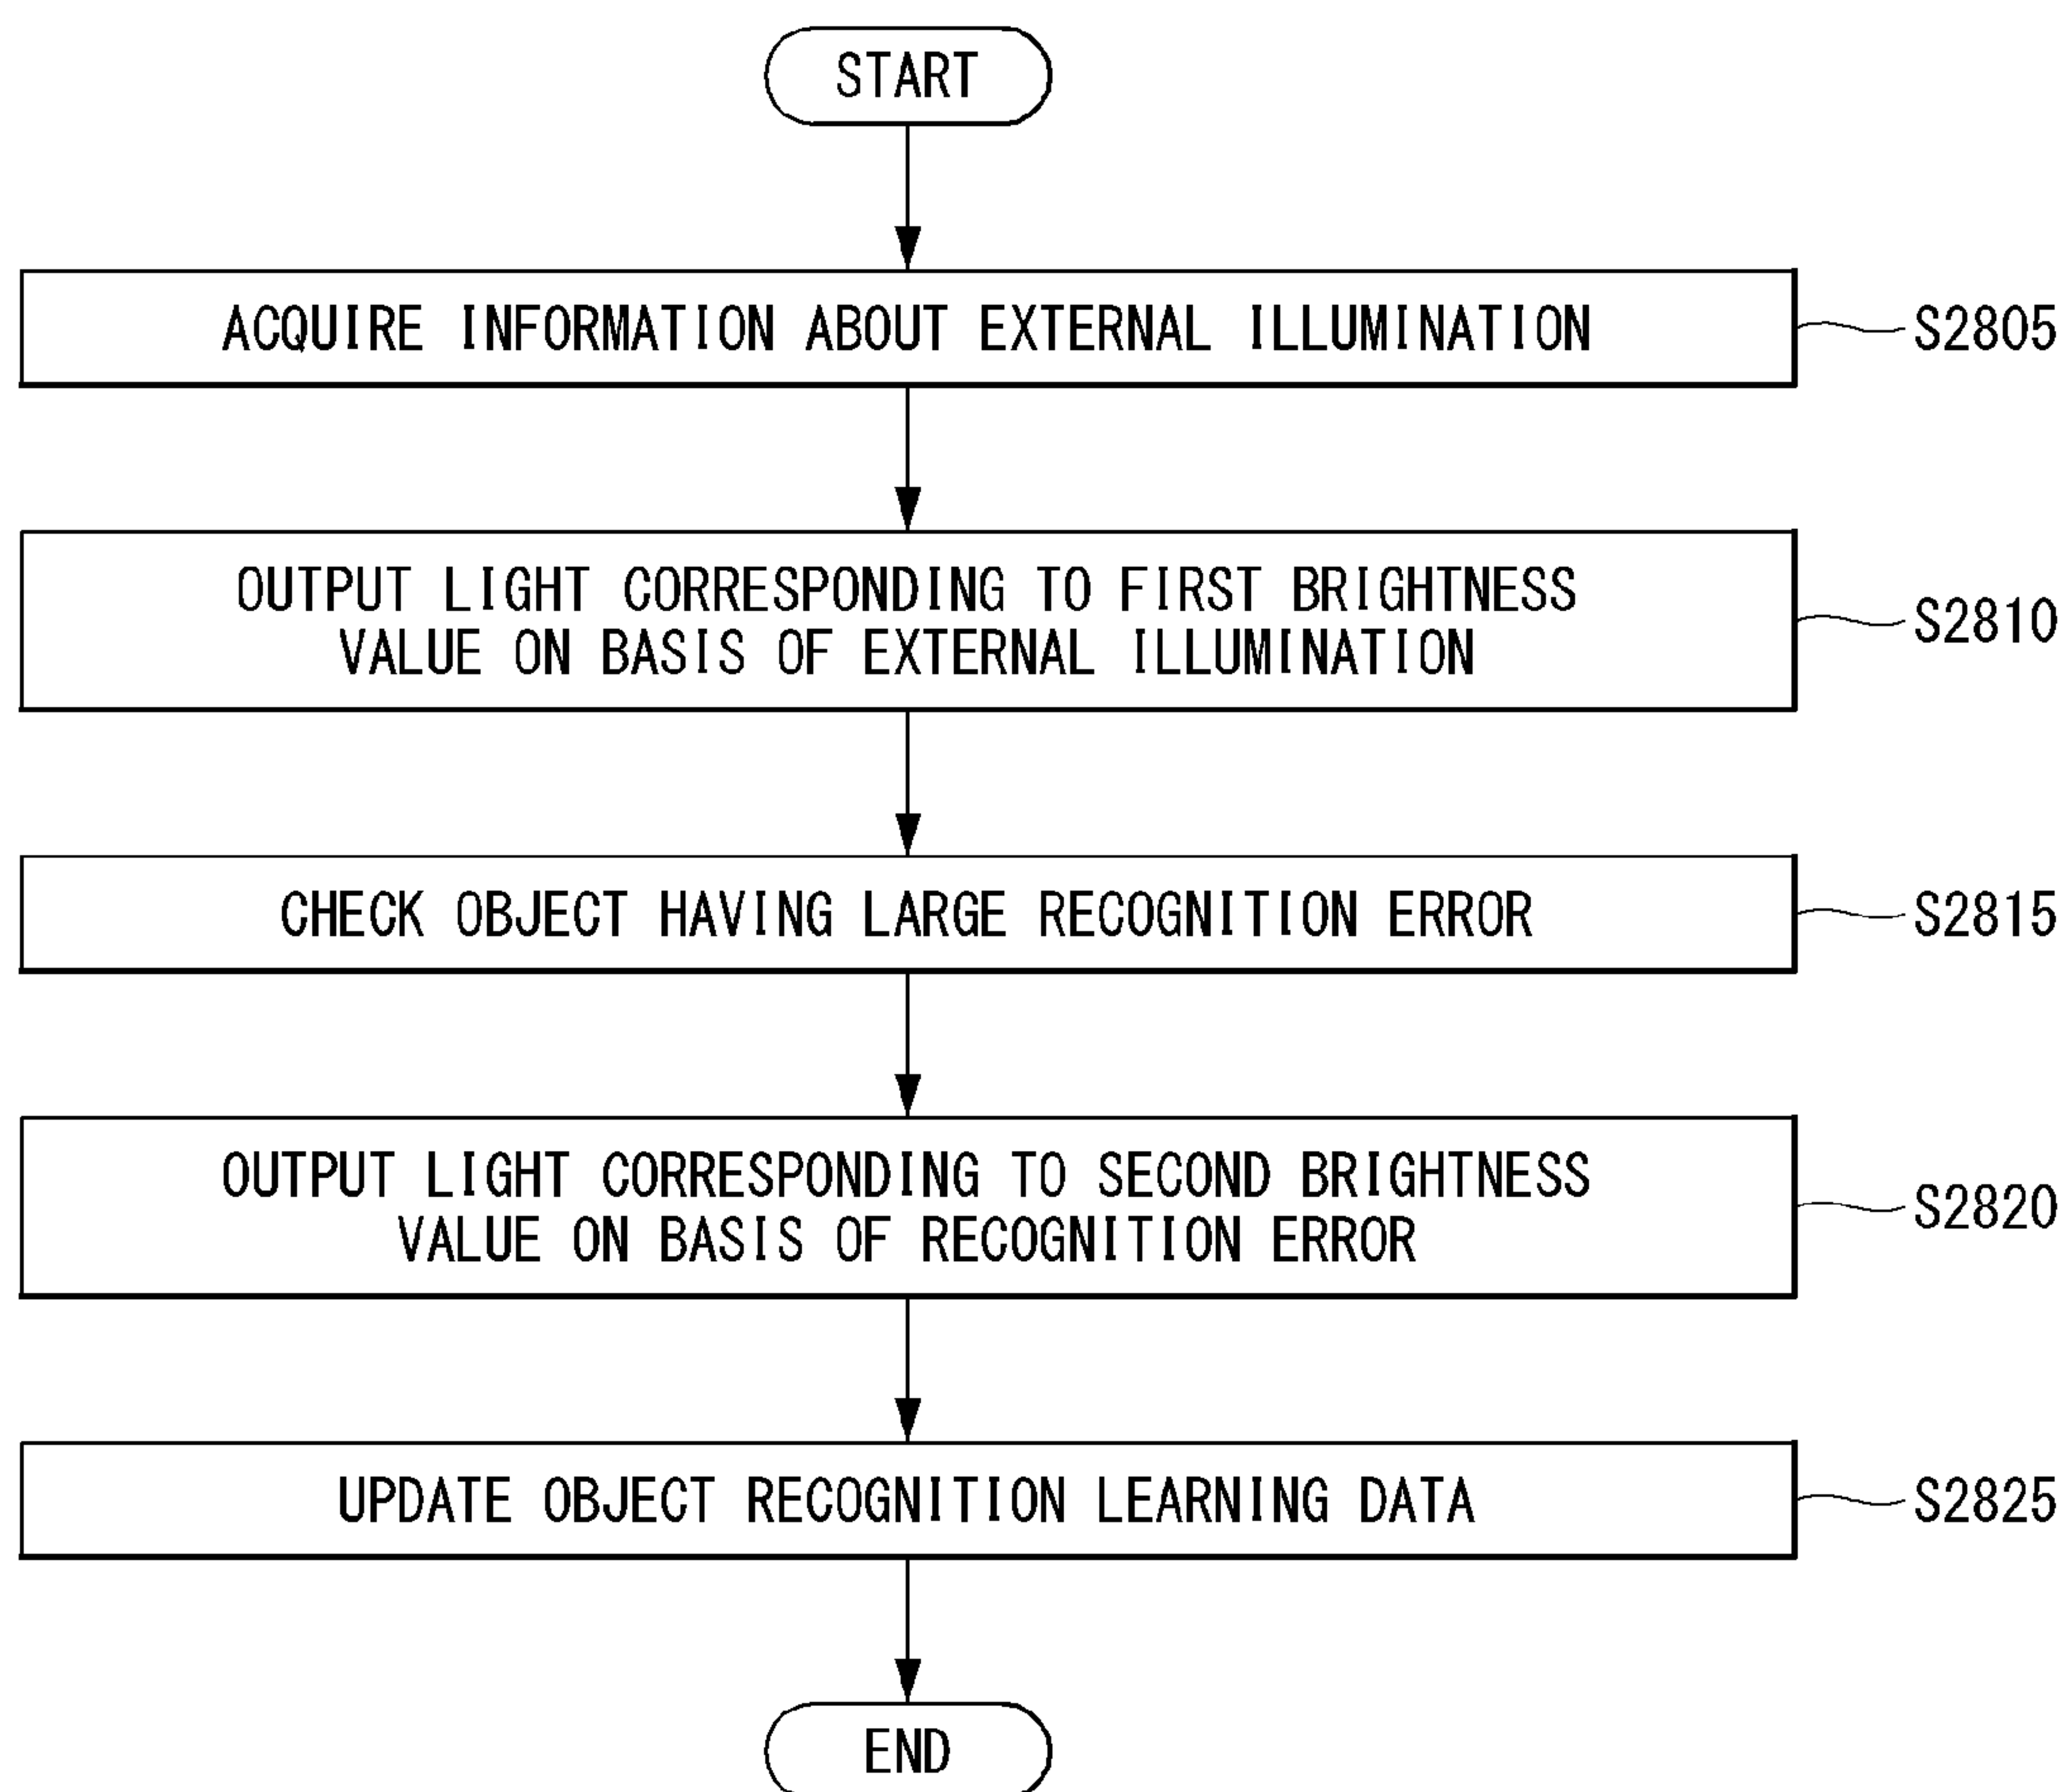 START
ACQUIRE INFORMATION ABOUT EXTERNAL ILLUMINATION
S2805
OUTPUT LIGHT CORRESPONDING TO FIRST BRIGHTNESS
VALUE ON BASIS OF EXTERNAL ILLUMINATION
S2810
CHECK OBJECT HAVING LARGE RECOGNITION ERROR
S2815
OUTPUT LIGHT CORRESPONDING TO SECOND BRIGHTNESS
VALUE ON BASIS OF RECOGNITION ERROR
S2820
UPDATE OBJECT RECOGNITION LEARNING DATA
S2825
END